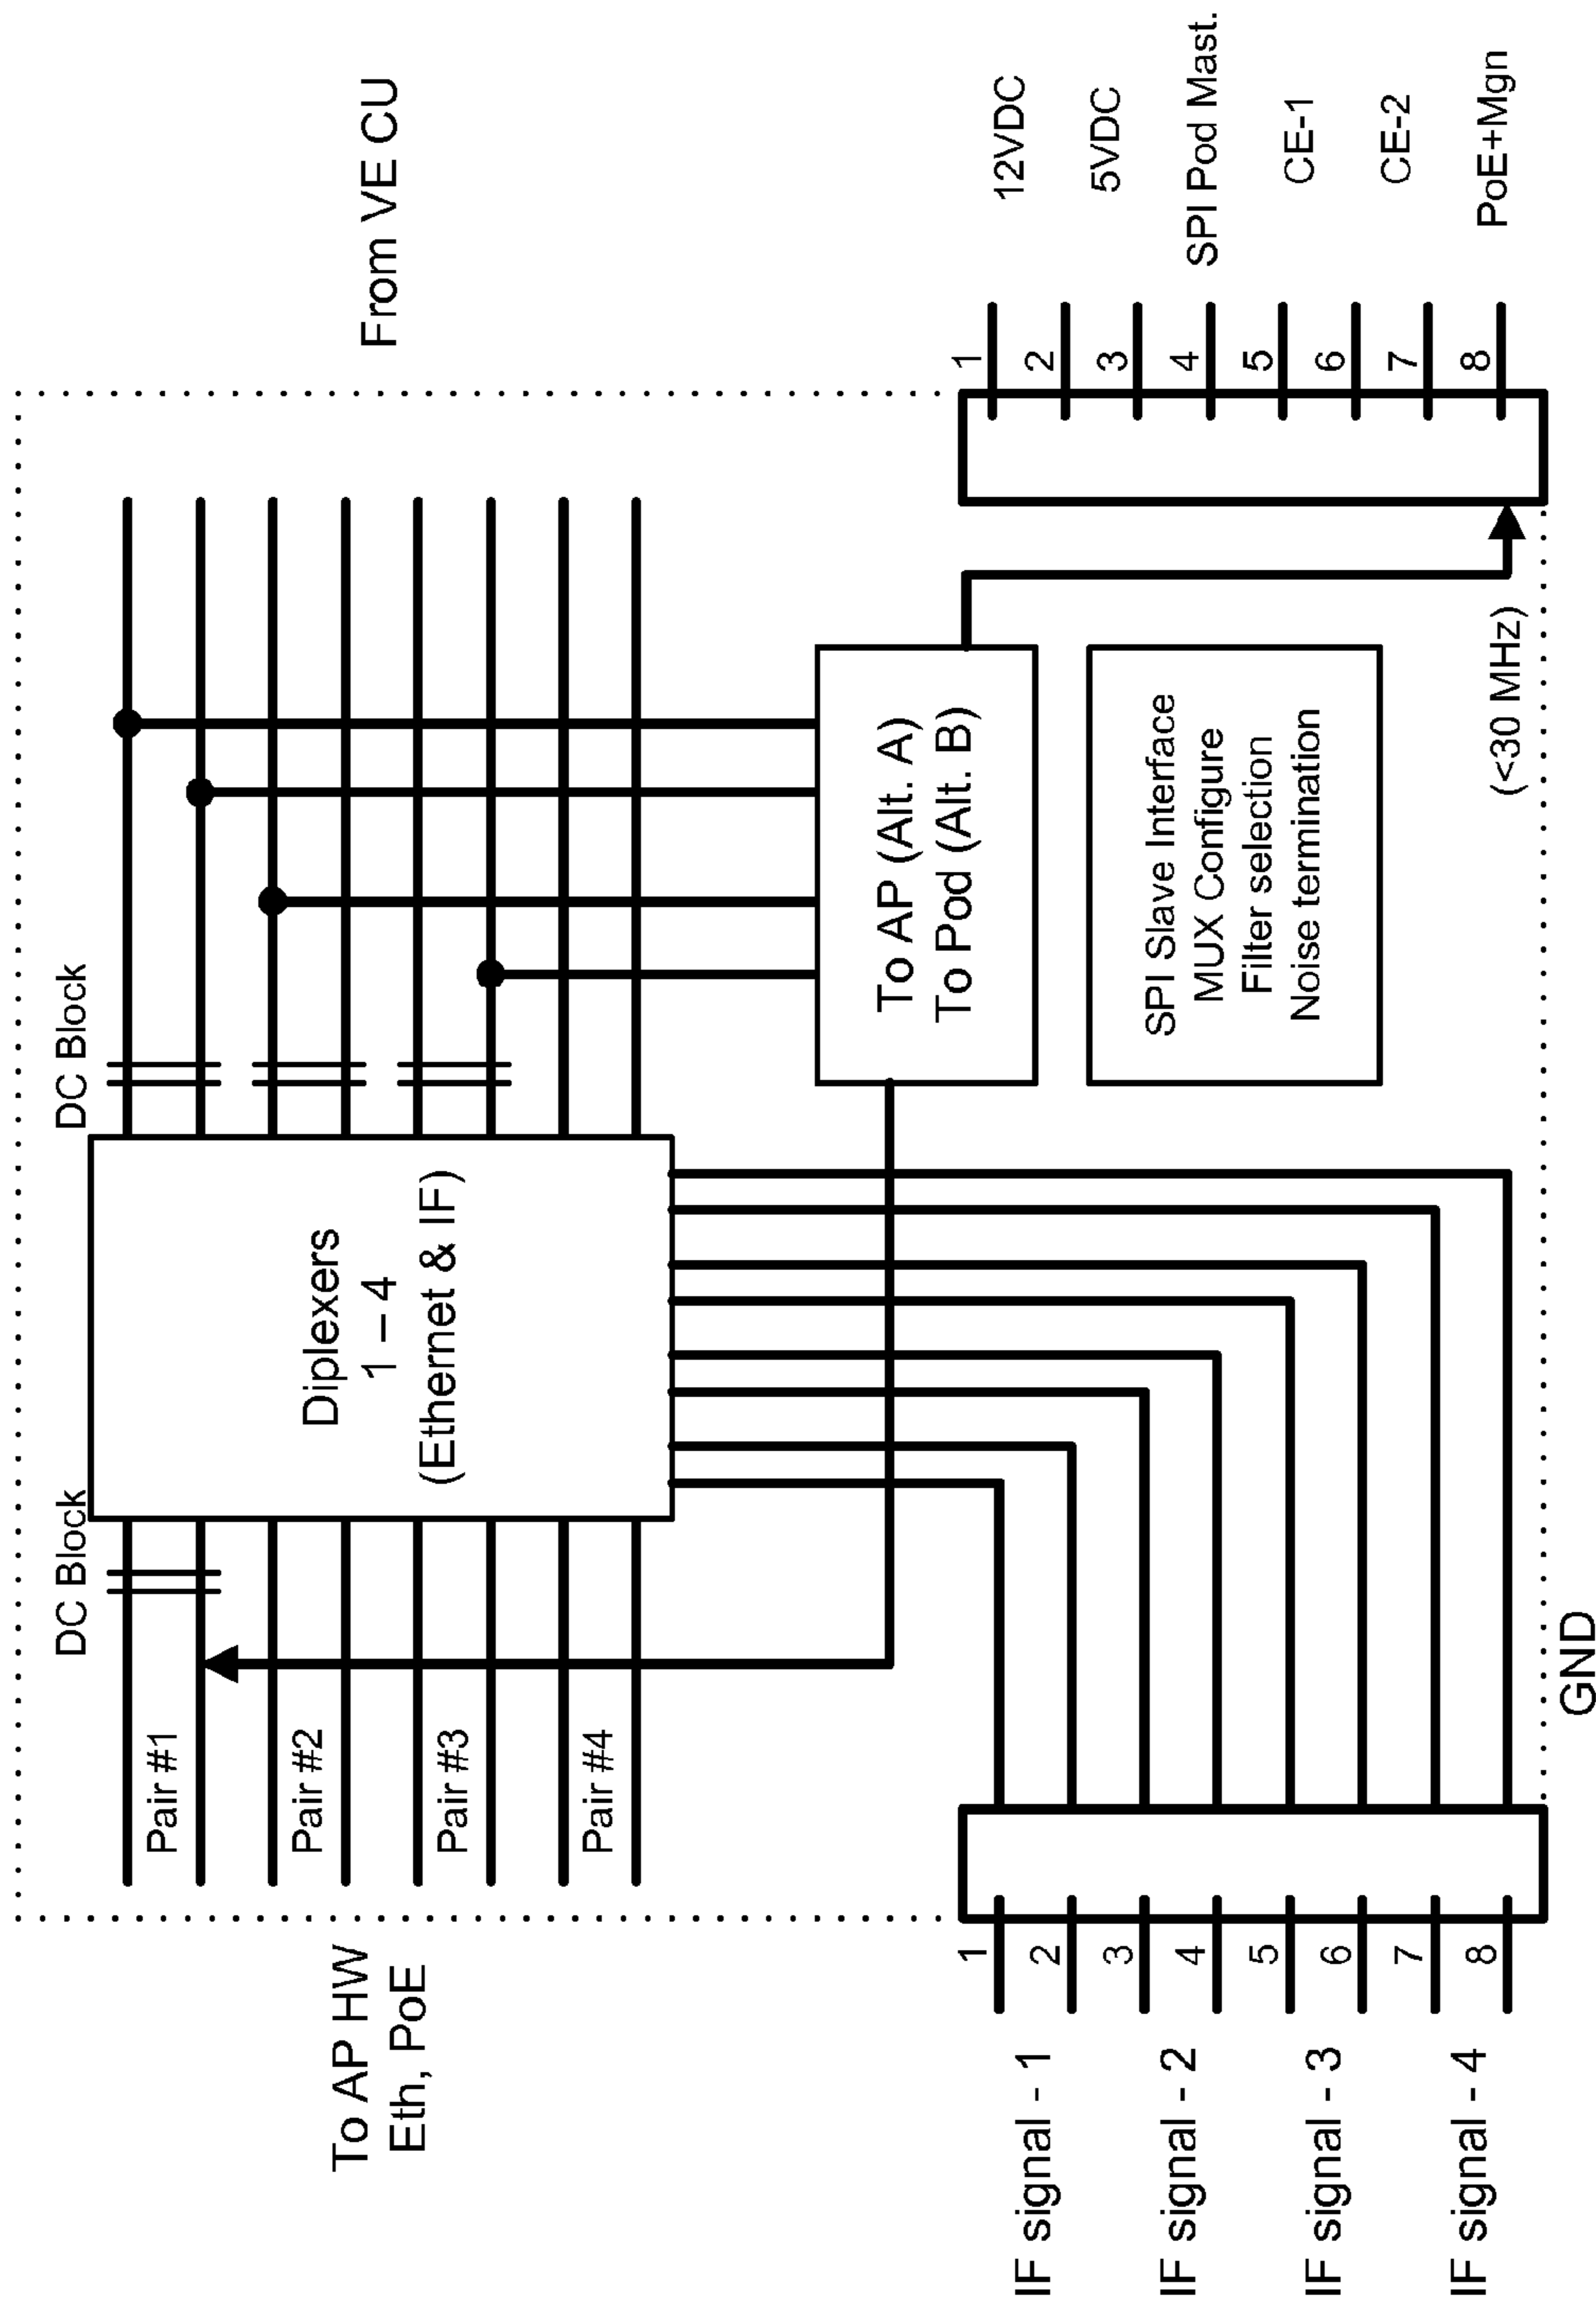 DC Block
DC Block
From VE CU
To AP HW
Eth, PoE
Pair #1
Pair #2
Pair #3
Pair #4
Diplexers
1 – 4
(Ethernet & IF)
To AP (Alt. A)
To Pod (Alt. B)
SPI Slave Interface
MUX Configure
Filter selection
Noise termination
(<30 MHz)
IF signal - 1
IF signal - 2
IF signal - 3
IF signal - 4
1
2
3
4
5
6
7
8
1
2
3
4
5
6
7
8
12VDC
5VDC
SPI Pod Mast.
CE-1
CE-2
PoE+Mgn
GND